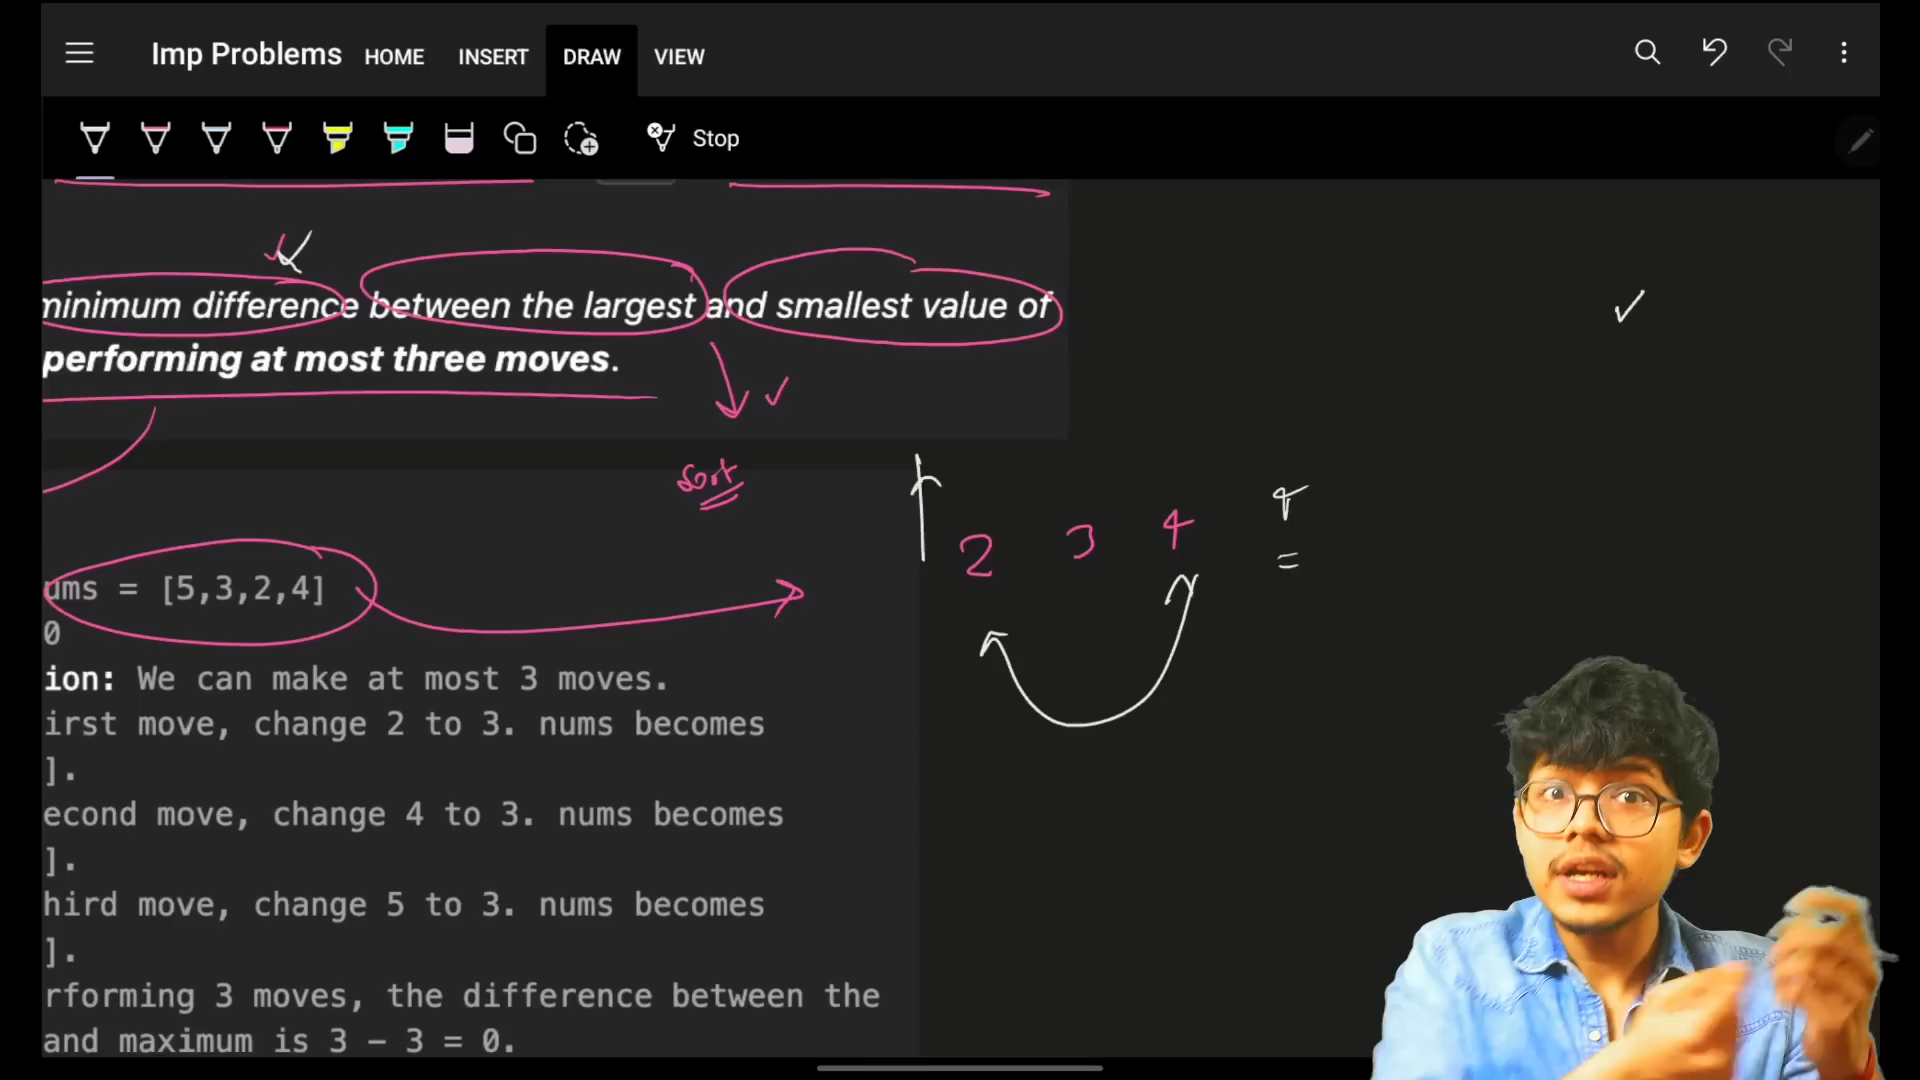 Imp Problems HOME INSERT DRAW VIEW
Stop
minimum difference between the largest and smallest value of
performing at most three moves.
sort
2 3 4
ums = [5,3,2,4]
0
ion: We can make at most 3 moves.
irst move, change 2 to 3. nums becomes
].
econd move, change 4 to 3. nums becomes
].
hird move, change 5 to 3. nums becomes
].
rforming 3 moves, the difference between the
and maximum is 3 – 3 = 0.